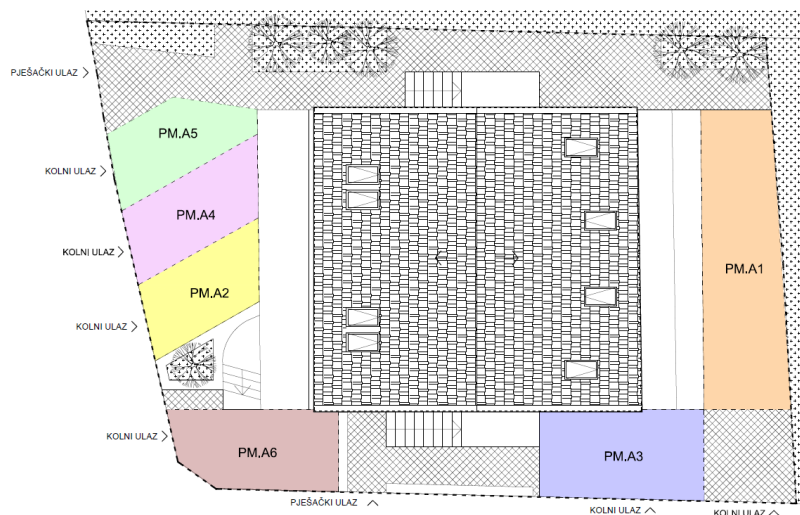 PJEŠAČKI ULAZ
PM.A5
KOLNI ULAZ
PM.A4
KOLNI ULAZ
PM.A2
KOLNI ULAZ
PM.A1
KOLNI ULAZ
PM.A6
PM.A3
PJEŠAČKI ULAZ
KOLNI ULAZ
KOLNI ULAZ